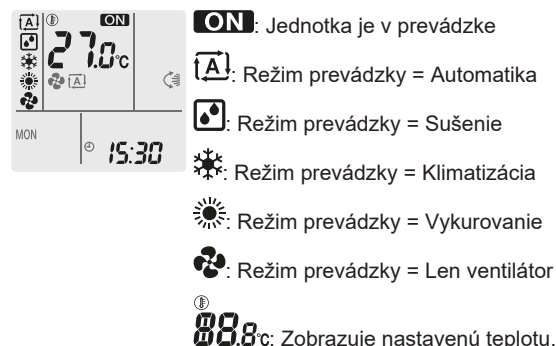 ON
27.0°C
A
MON
15:30
ON: Jednotka je v prevádzke
A: Režim prevádzky = Automatika
: Režim prevádzky = Sušenie
: Režim prevádzky = Klimatizácia
: Režim prevádzky = Vykurovanie
: Režim prevádzky = Len ventilátor
88.8°C: Zobrazuje nastavenú teplotu.